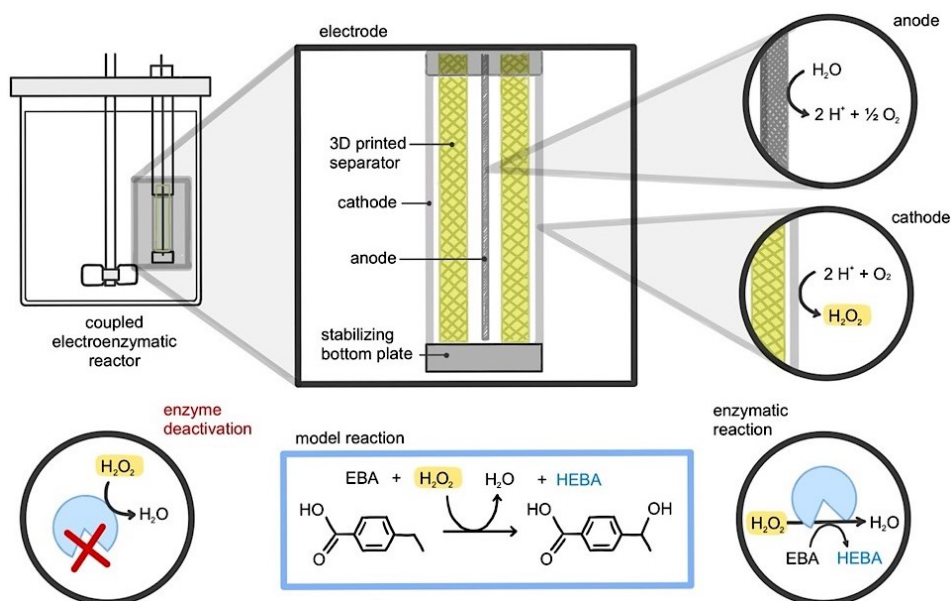 electrode
3D printed
separator
cathode
anode
stabilizing
bottom plate
coupled
electroenzymatic
reactor
anode
H₂O
2 H⁺ + ½ O₂
cathode
2 H⁺ + O₂
H₂O₂
enzyme
deactivation
H₂O₂
H₂O
model reaction
EBA + H₂O₂ H₂O + HEBA
HO
O
HO
OH
O
enzymatic
reaction
H₂O₂ H₂O
EBA HEBA